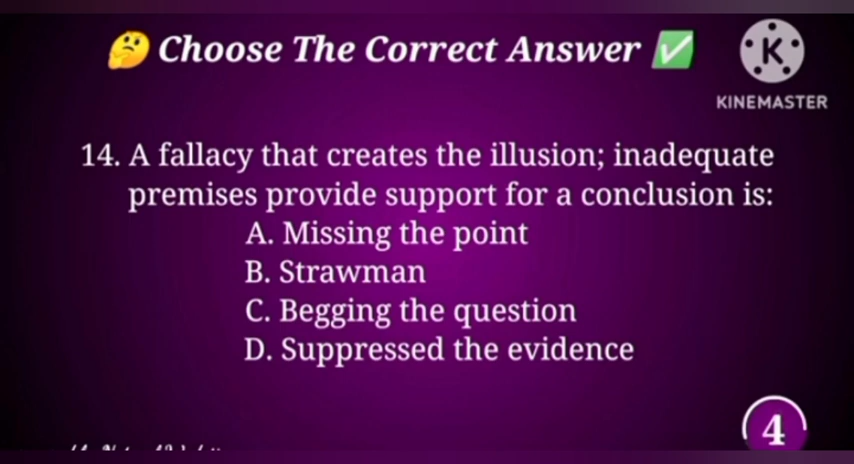 Choose The Correct Answer
KINEMASTER
14. A fallacy that creates the illusion; inadequate
premises provide support for a conclusion is:
A. Missing the point
B. Strawman
C. Begging the question
D. Suppressed the evidence
4